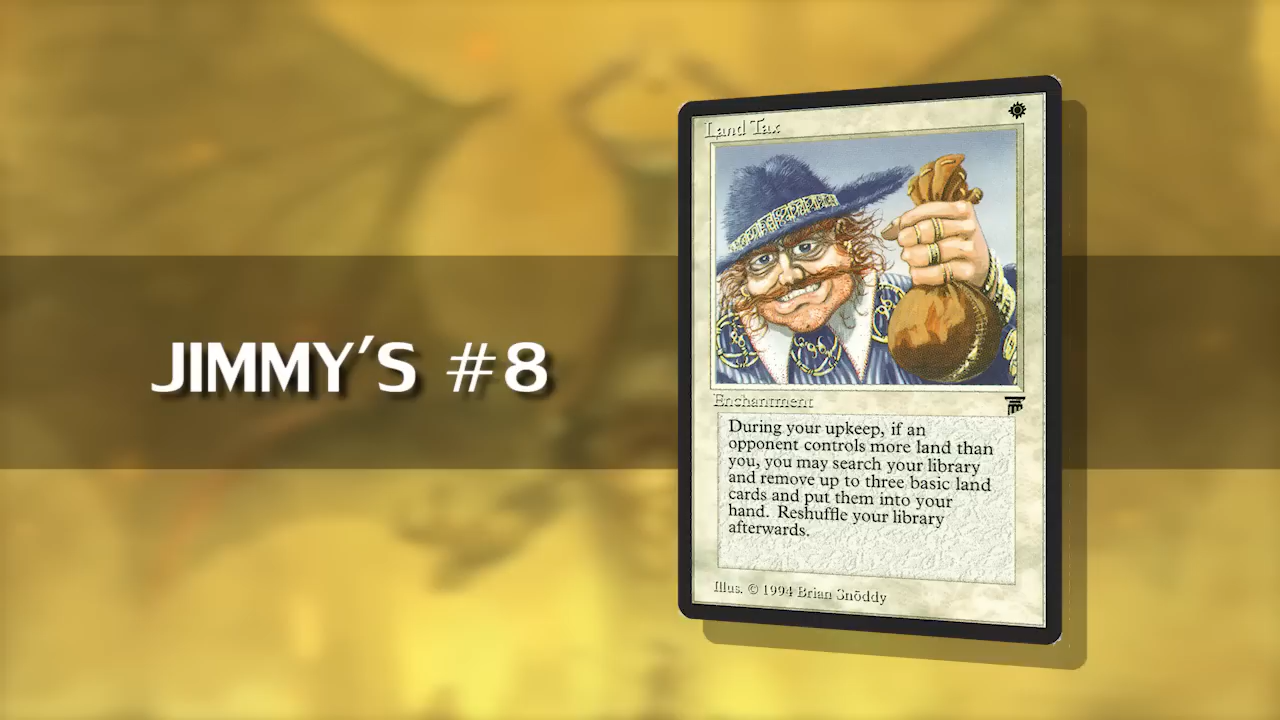 JIMMY'S #8
Land Tax
Enchantment
During your upkeep, if an
opponent controls more land than
you, you may search your library
and remove up to three basic land
cards and put them into your
hand. Reshuffle your library
afterwards.
Illus. © 1994 Brian Snōddy